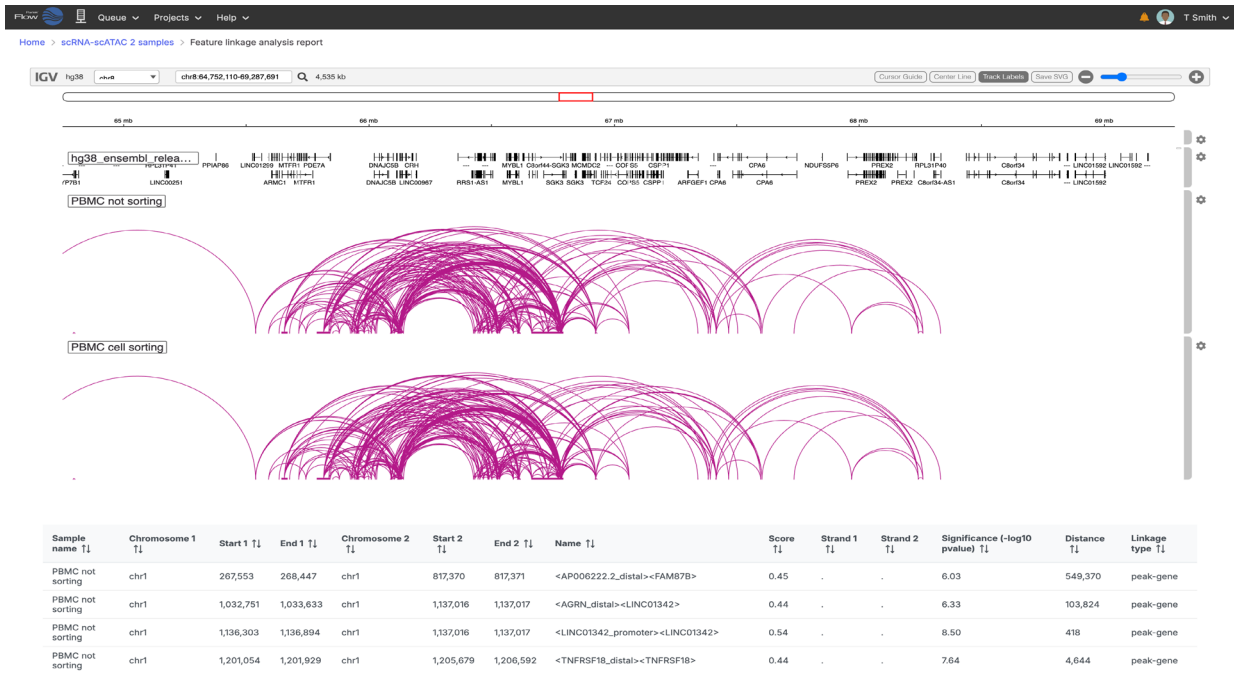 Flow Queue Projects Help T Smith
Home > scRNA-scATAC 2 samples > Feature linkage analysis report
IGV hg38 chr8 chr8:64,752,110-69,287,691 4,535 kb Cursor Guide Center Line Track Labels Save SVG
65 mb 66 mb 67 mb 68 mb 69 mb
hg38_ensembl_relea...
PPIAP86 LINC01299 MTFR1 PDE7A DNAJC5B CRH --- --- MYBL1 C8orf44-SGK3 MCMDC2 --- COPS5 CSPP1 --- CPA6 NDUFS5P6 PREX2 RPL31P40 C8orf34 --- LINC01592 LINC01592 ---
LINC00251 ARMC1 MTFR1 DNAJC5B LINC00967 RRS1-AS1 MYBL1 SGK3 SGK3 TCF24 COPS5 CSPP1 ARFGEF1 CPA6 CPA6 PREX2 PREX2 C8orf34-AS1 C8orf34 --- LINC01592
PBMC not sorting
PBMC cell sorting
Sample name Chromosome 1 Start 1 End 1 Chromosome 2 Start 2 End 2 Name Score Strand 1 Strand 2 Significance (-log10 pvalue) Distance Linkage type
PBMC not sorting chr1 267,553 268,447 chr1 817,370 817,371 <AP006222.2_distal><FAM87B> 0.45 . . 6.03 549,370 peak-gene
PBMC not sorting chr1 1,032,751 1,033,633 chr1 1,137,016 1,137,017 <AGRN_distal><LINC01342> 0.44 . . 6.33 103,824 peak-gene
PBMC not sorting chr1 1,136,303 1,136,894 chr1 1,137,016 1,137,017 <LINC01342_promoter><LINC01342> 0.54 . . 8.50 418 peak-gene
PBMC not sorting chr1 1,201,054 1,201,929 chr1 1,205,679 1,206,592 <TNFRSF18_distal><TNFRSF18> 0.44 . . 7.64 4,644 peak-gene